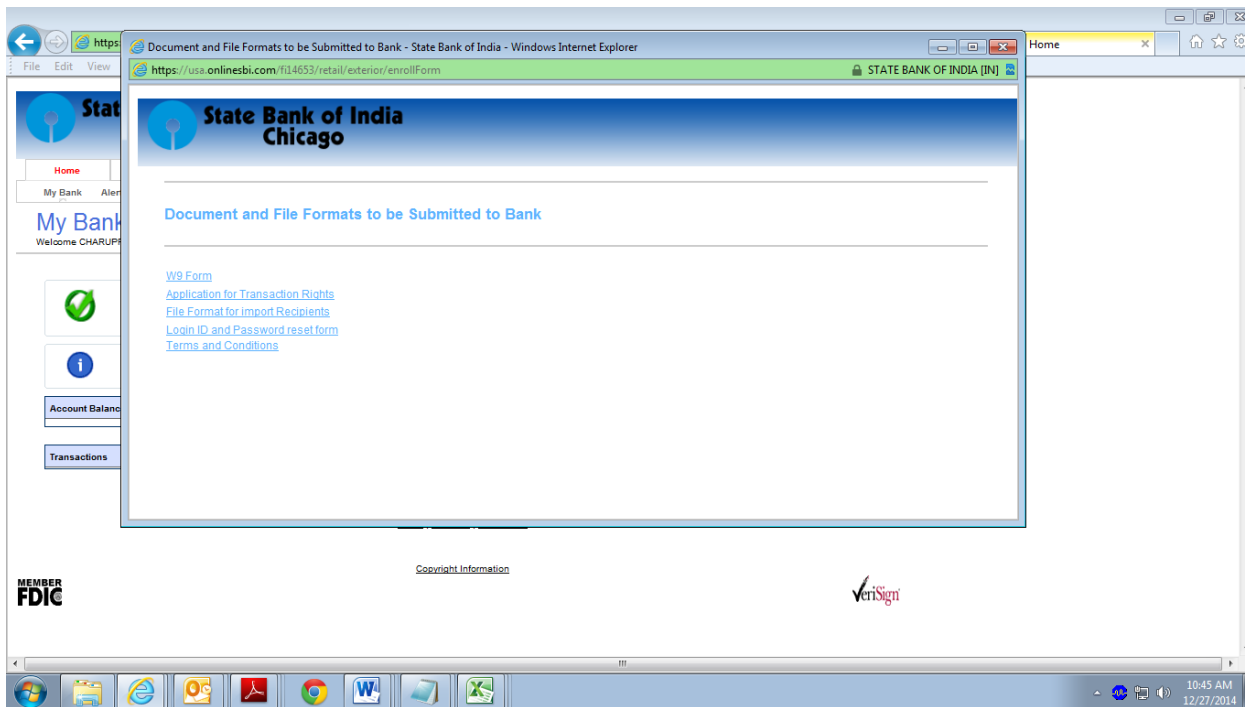 Document and File Formats to be Submitted to Bank - State Bank of India - Windows Internet Explorer
https:
Home
File Edit View
https://usa.onlinesbi.com/fi14653/retail/exterior/enrollForm
STATE BANK OF INDIA [IN]
Stat
State Bank of India
Chicago
Home
My Bank Aler
My Bank
Welcome CHARUPR
Document and File Formats to be Submitted to Bank
W9 Form
Application for Transaction Rights
File Format for import Recipients
Login ID and Password reset form
Terms and Conditions
Account Balanc
Transactions
Copyright Information
MEMBER
FDIC
VeriSign
10:45 AM
12/27/2014